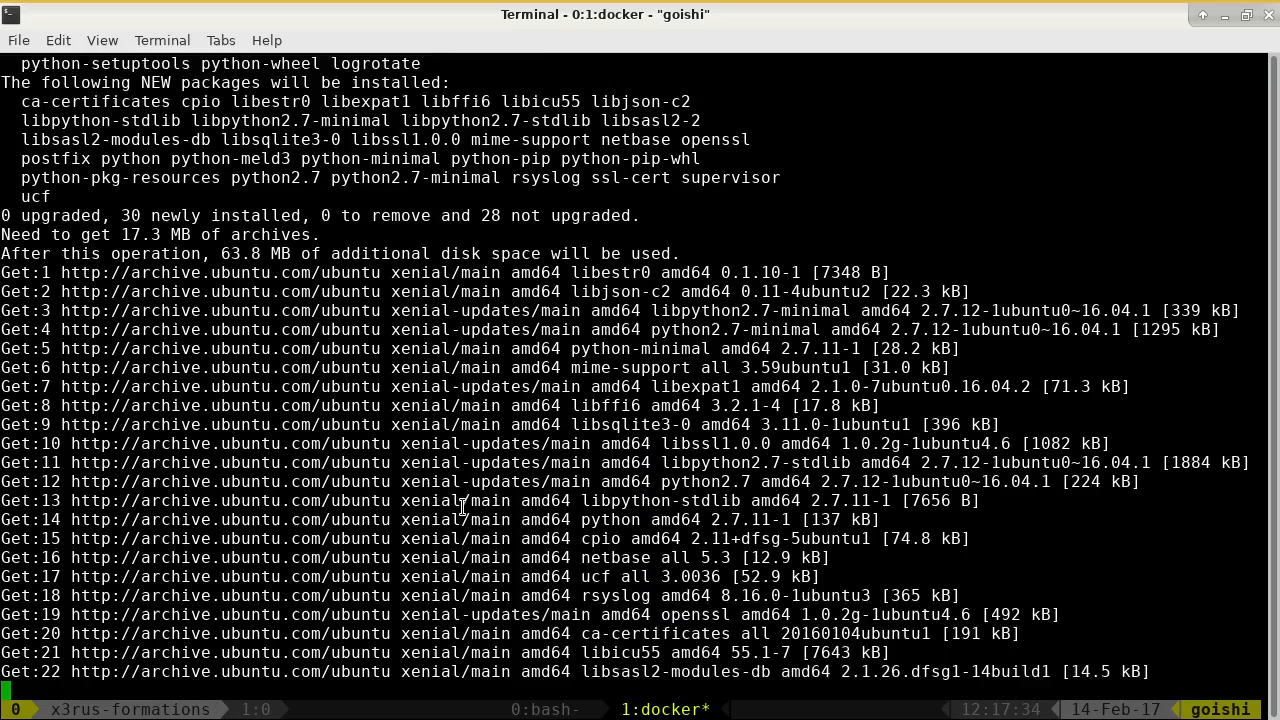 Terminal - 0:1:docker - "goishi"
File Edit View Terminal Tabs Help
python-setuptools python-wheel logrotate
The following NEW packages will be installed:
ca-certificates cpio libestr0 libexpat1 libffi6 libicu55 libjson-c2
libpython-stdlib libpython2.7-minimal libpython2.7-stdlib libsasl2-2
libsasl2-modules-db libsqlite3-0 libssl1.0.0 mime-support netbase openssl
postfix python python-meld3 python-minimal python-pip python-pip-whl
python-pkg-resources python2.7 python2.7-minimal rsyslog ssl-cert supervisor
ucf
0 upgraded, 30 newly installed, 0 to remove and 28 not upgraded.
Need to get 17.3 MB of archives.
After this operation, 63.8 MB of additional disk space will be used.
Get:1 http://archive.ubuntu.com/ubuntu xenial/main amd64 libestr0 amd64 0.1.10-1 [7348 B]
Get:2 http://archive.ubuntu.com/ubuntu xenial/main amd64 libjson-c2 amd64 0.11-4ubuntu2 [22.3 kB]
Get:3 http://archive.ubuntu.com/ubuntu xenial-updates/main amd64 libpython2.7-minimal amd64 2.7.12-1ubuntu0~16.04.1 [339 kB]
Get:4 http://archive.ubuntu.com/ubuntu xenial-updates/main amd64 python2.7-minimal amd64 2.7.12-1ubuntu0~16.04.1 [1295 kB]
Get:5 http://archive.ubuntu.com/ubuntu xenial/main amd64 python-minimal amd64 2.7.11-1 [28.2 kB]
Get:6 http://archive.ubuntu.com/ubuntu xenial/main amd64 mime-support all 3.59ubuntu1 [31.0 kB]
Get:7 http://archive.ubuntu.com/ubuntu xenial-updates/main amd64 libexpat1 amd64 2.1.0-7ubuntu0.16.04.2 [71.3 kB]
Get:8 http://archive.ubuntu.com/ubuntu xenial/main amd64 libffi6 amd64 3.2.1-4 [17.8 kB]
Get:9 http://archive.ubuntu.com/ubuntu xenial/main amd64 libsqlite3-0 amd64 3.11.0-1ubuntu1 [396 kB]
Get:10 http://archive.ubuntu.com/ubuntu xenial-updates/main amd64 libssl1.0.0 amd64 1.0.2g-1ubuntu4.6 [1082 kB]
Get:11 http://archive.ubuntu.com/ubuntu xenial-updates/main amd64 libpython2.7-stdlib amd64 2.7.12-1ubuntu0~16.04.1 [1884 kB]
Get:12 http://archive.ubuntu.com/ubuntu xenial-updates/main amd64 python2.7 amd64 2.7.12-1ubuntu0~16.04.1 [224 kB]
Get:13 http://archive.ubuntu.com/ubuntu xenial/main amd64 libpython-stdlib amd64 2.7.11-1 [7656 B]
Get:14 http://archive.ubuntu.com/ubuntu xenial/main amd64 python amd64 2.7.11-1 [137 kB]
Get:15 http://archive.ubuntu.com/ubuntu xenial/main amd64 cpio amd64 2.11+dfsg-5ubuntu1 [74.8 kB]
Get:16 http://archive.ubuntu.com/ubuntu xenial/main amd64 netbase all 5.3 [12.9 kB]
Get:17 http://archive.ubuntu.com/ubuntu xenial/main amd64 ucf all 3.0036 [52.9 kB]
Get:18 http://archive.ubuntu.com/ubuntu xenial/main amd64 rsyslog amd64 8.16.0-1ubuntu3 [365 kB]
Get:19 http://archive.ubuntu.com/ubuntu xenial-updates/main amd64 openssl amd64 1.0.2g-1ubuntu4.6 [492 kB]
Get:20 http://archive.ubuntu.com/ubuntu xenial/main amd64 ca-certificates all 20160104ubuntu1 [191 kB]
Get:21 http://archive.ubuntu.com/ubuntu xenial/main amd64 libicu55 amd64 55.1-7 [7643 kB]
Get:22 http://archive.ubuntu.com/ubuntu xenial/main amd64 libsasl2-modules-db amd64 2.1.26.dfsg1-14build1 [14.5 kB]
0 x3rus-formations 1:0 0:bash- 1:docker* 12:17:34 14-Feb-17 goishi